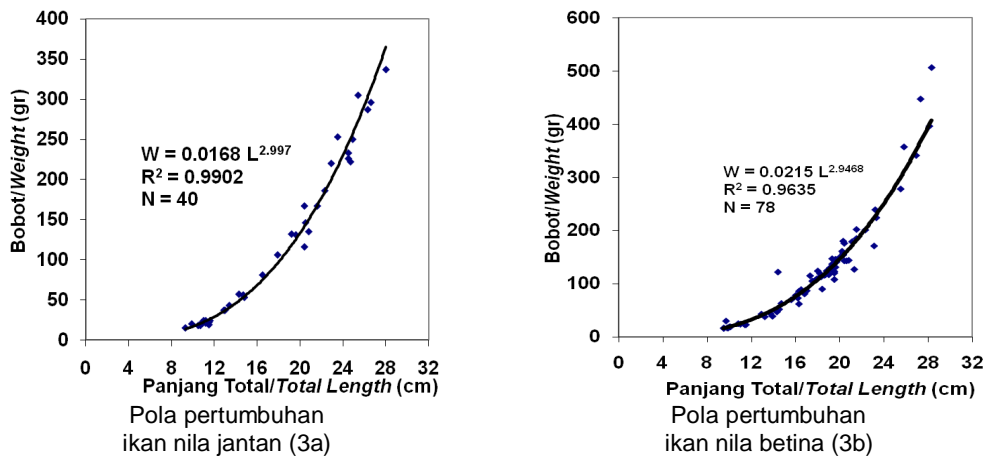 400
350
300
250
200
150
100
50
0
Bobot/Weight (gr)
W = 0.0168 L^2.997
R² = 0.9902
N = 40
0 4 8 12 16 20 24 28 32
Panjang Total/Total Length (cm)
Pola pertumbuhan
ikan nila jantan (3a)
600
500
400
300
200
100
0
Bobot/Weight (gr)
W = 0.0215 L^2.9468
R² = 0.9635
N = 78
0 4 8 12 16 20 24 28 32
Panjang Total/Total Length (cm)
Pola pertumbuhan
ikan nila betina (3b)